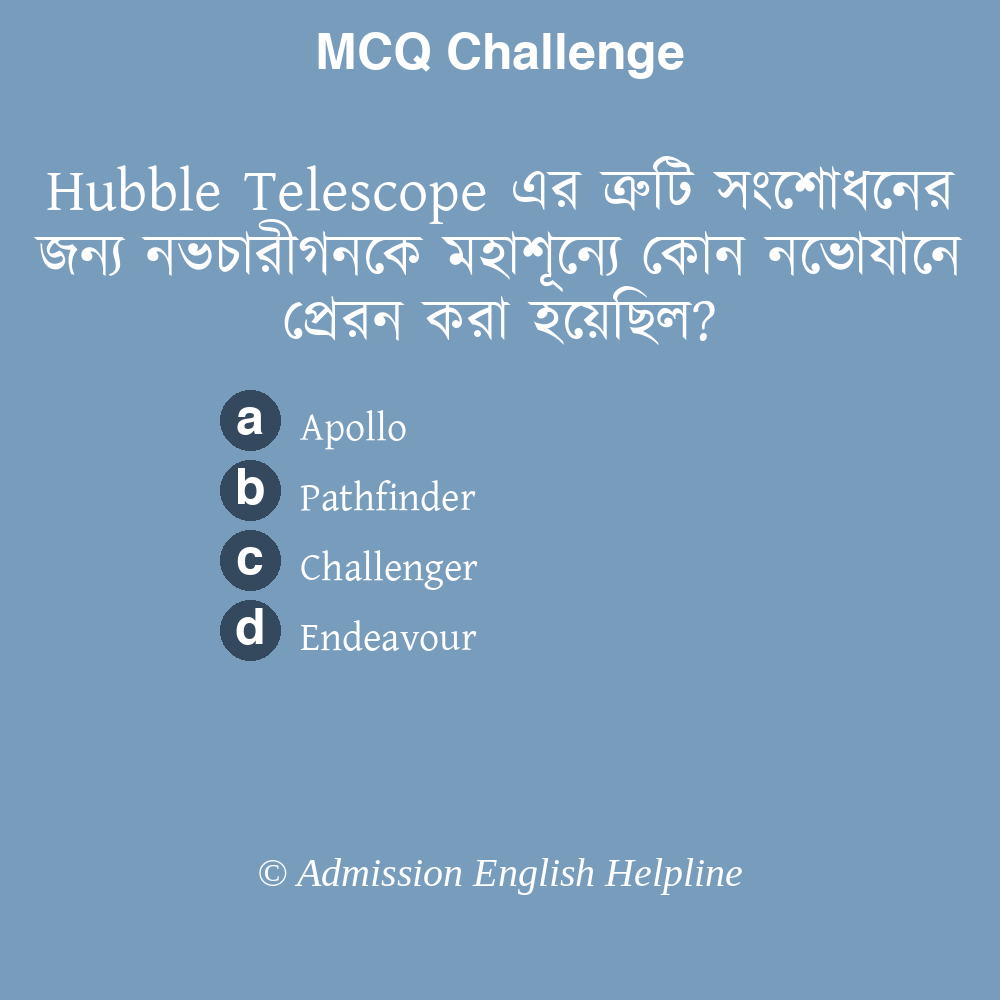 MCQ Challenge
Hubble Telescope এর ত্রুটি সংশোধনের
জন্য নভচারীগনকে মহাশূন্যে কোন নভোযানে
প্রেরন করা হয়েছিল?
a Apollo
b Pathfinder
c Challenger
d Endeavour
© Admission English Helpline